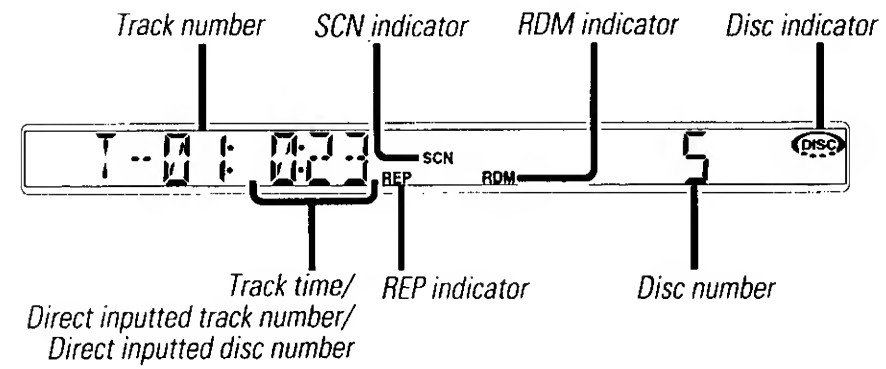 Track number SCN indicator RDM indicator Disc indicator
T-01: 0:23 SCN REP RDM 5 DISC
Track time/
Direct inputted track number/
Direct inputted disc number
REP indicator
Disc number